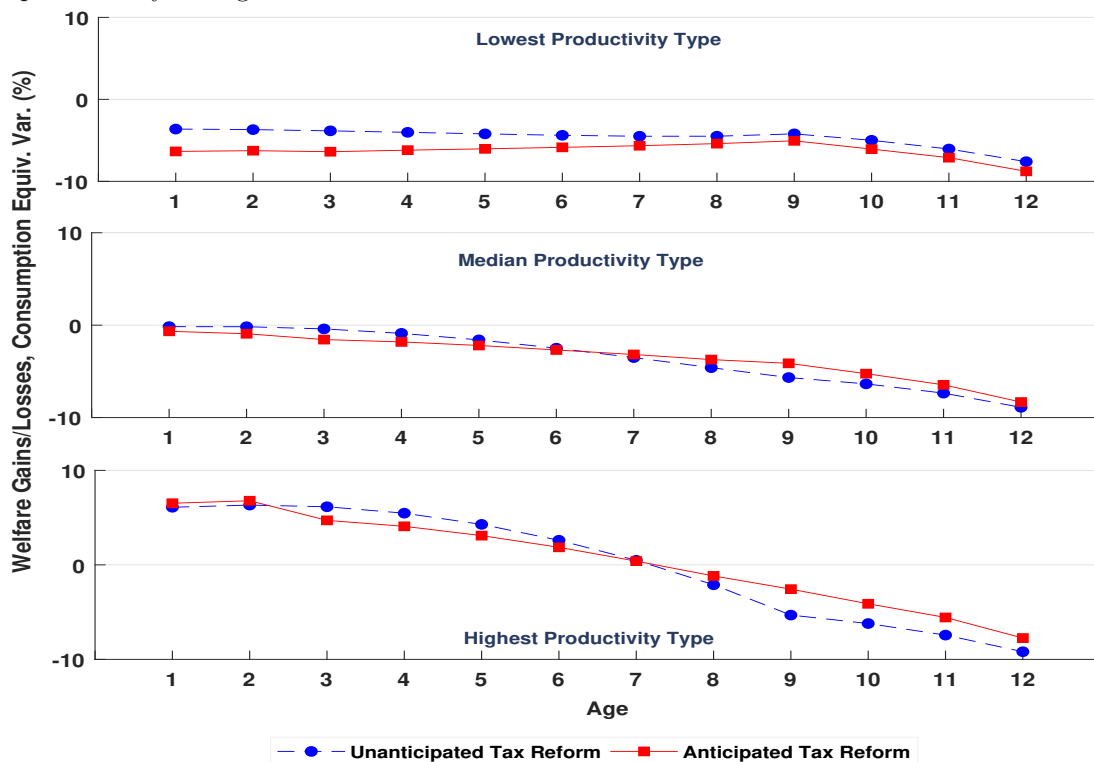 Welfare Gains/Losses, Consumption Equiv. Var. (%)
10
Lowest Productivity Type
0
-10
1 2 3 4 5 6 7 8 9 10 11 12
10
Median Productivity Type
0
-10
1 2 3 4 5 6 7 8 9 10 11 12
10
0
Highest Productivity Type
-10
1 2 3 4 5 6 7 8 9 10 11 12
Age
Unanticipated Tax Reform Anticipated Tax Reform